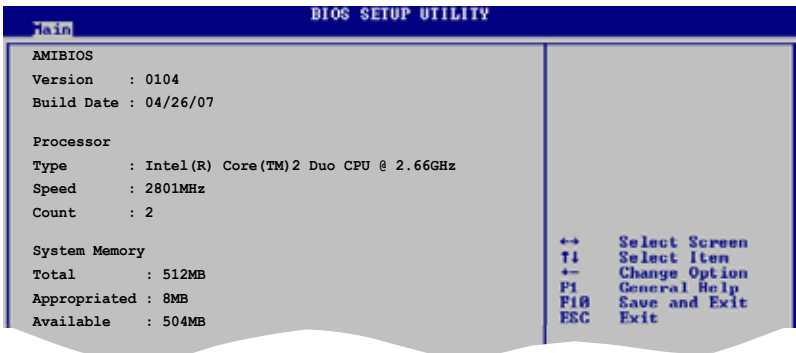 BIOS SETUP UTILITY
Main
AMIBIOS
Version : 0104
Build Date : 04/26/07
Processor
Type : Intel(R) Core(TM)2 Duo CPU @ 2.66GHz
Speed : 2801MHz
Count : 2
System Memory
Total : 512MB
Appropriated : 8MB
Available : 504MB
←→ Select Screen
↑↓ Select Item
+- Change Option
F1 General Help
F10 Save and Exit
ESC Exit